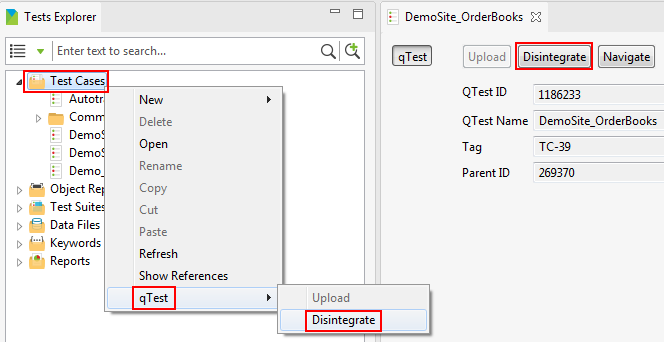 Tests Explorer
Enter text to search...
Test Cases
Autotra
Comm
DemoS
DemoS
Demo_
Object Rep
Test Suites
Data Files
Keywords
Reports
New
Delete
Open
Rename
Copy
Cut
Paste
Refresh
Show References
qTest
Upload
Disintegrate
DemoSite_OrderBooks
qTest Upload Disintegrate Navigate
QTest ID 1186233
QTest Name DemoSite_OrderBooks
Tag TC-39
Parent ID 269370